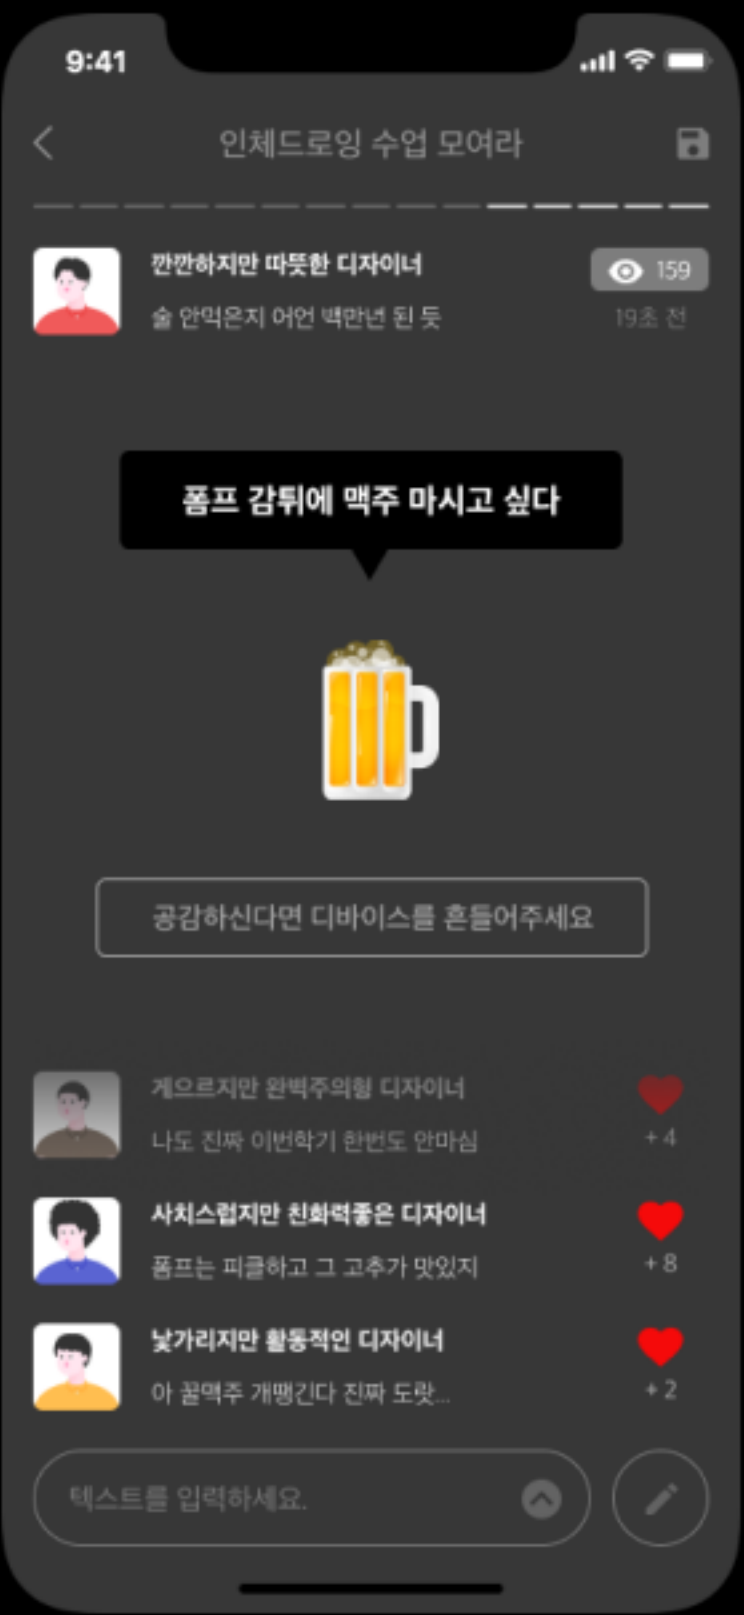 9:41
인체드로잉 수업 모여라
깐깐하지만 따뜻한 디자이너
159
술 안먹은지 어언 백만년 된 듯
19초 전
폼프 감튀에 맥주 마시고 싶다
공감하신다면 디바이스를 흔들어주세요
게으르지만 완벽주의형 디자이너
나도 진짜 이번학기 한번도 안마심
+ 4
사치스럽지만 친화력좋은 디자이너
폼프는 피클하고 그 고추가 맛있지
+ 8
낯가리지만 활동적인 디자이너
아 꿀맥주 개땡긴다 진짜 도랏...
+ 2
텍스트를 입력하세요.